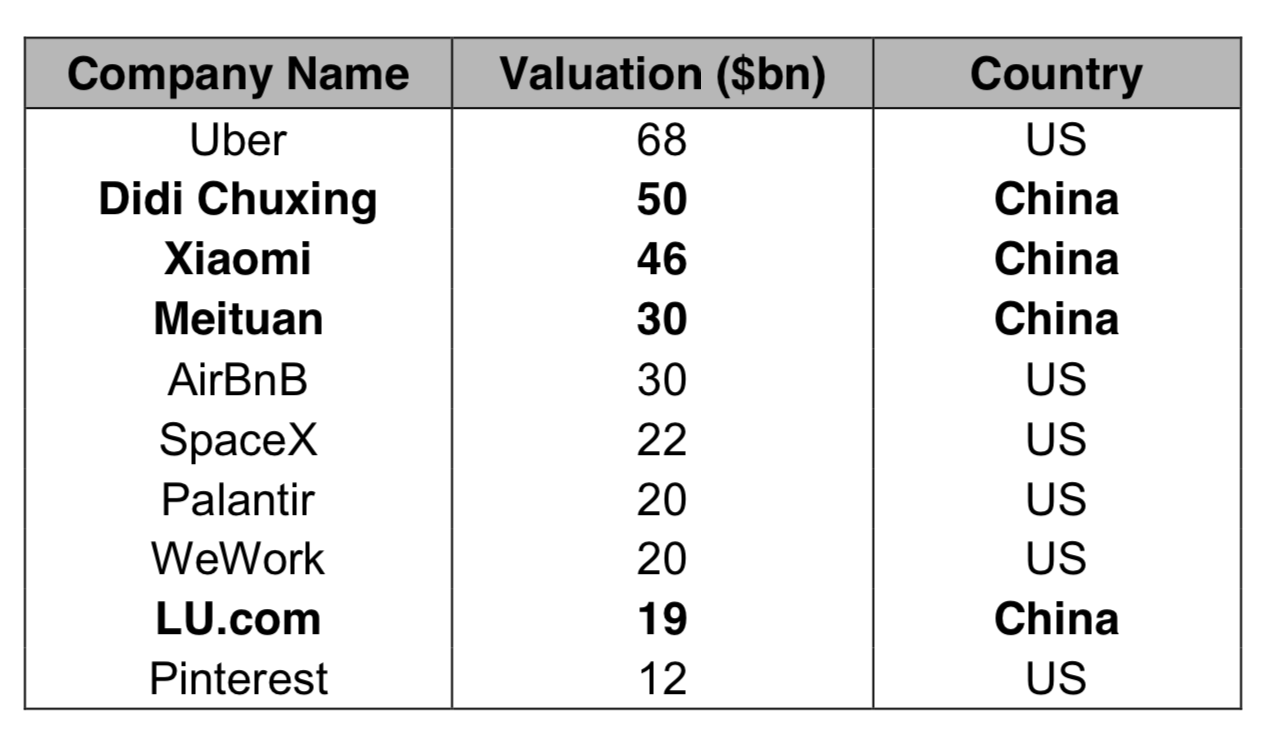 Company Name Valuation ($bn) Country
Uber 68 US
Didi Chuxing 50 China
Xiaomi 46 China
Meituan 30 China
AirBnB 30 US
SpaceX 22 US
Palantir 20 US
WeWork 20 US
LU.com 19 China
Pinterest 12 US